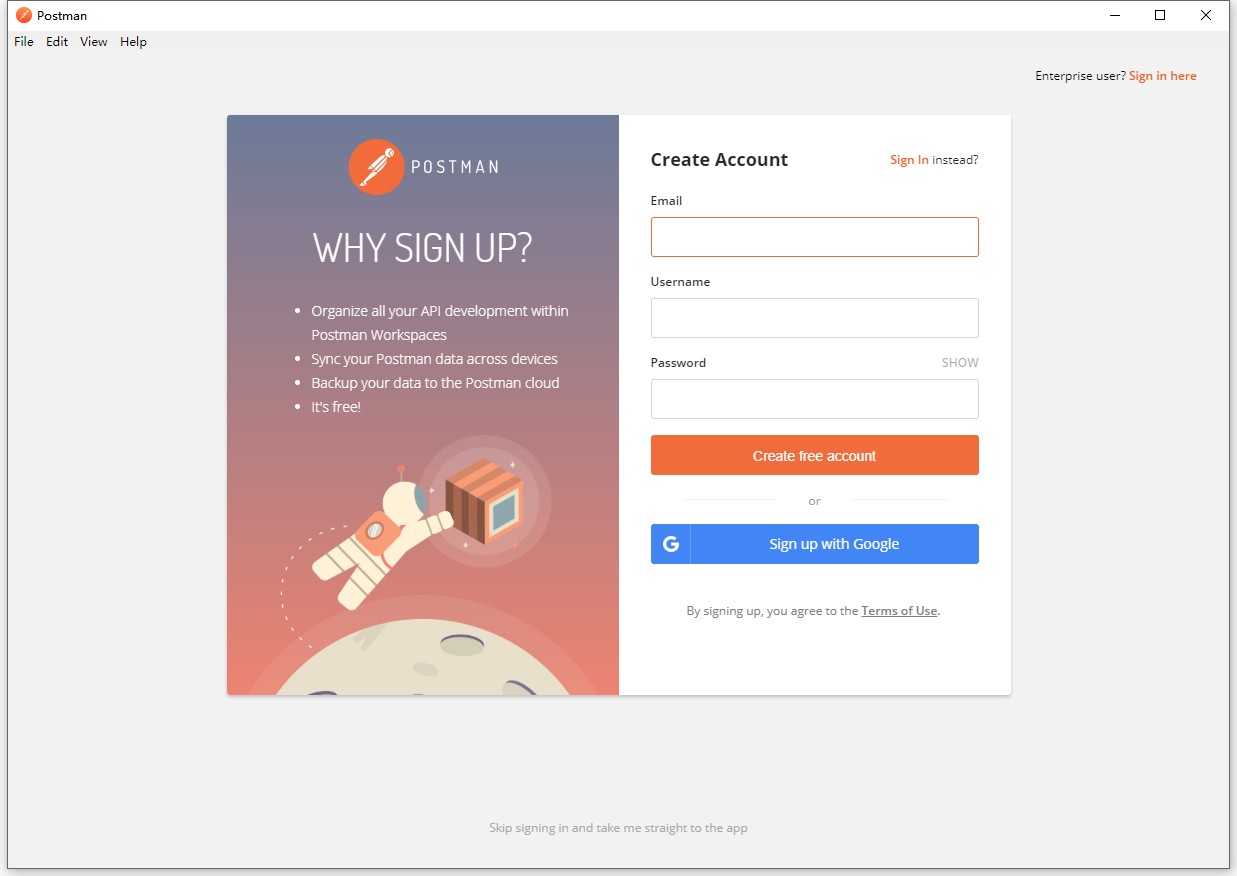 Postman
File Edit View Help
Enterprise user? Sign in here
POSTMAN
WHY SIGN UP?
• Organize all your API development within
Postman Workspaces
• Sync your Postman data across devices
• Backup your data to the Postman cloud
• It's free!
Create Account
Sign In instead?
Email
Username
Password
SHOW
Create free account
or
G
Sign up with Google
By signing up, you agree to the Terms of Use.
Skip signing in and take me straight to the app